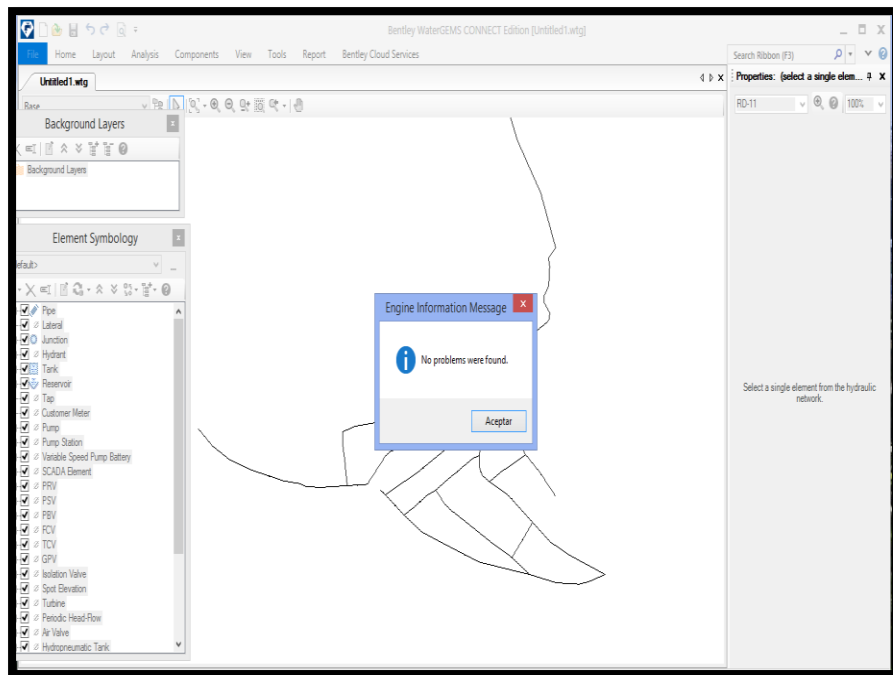 Bentley WaterGEMS CONNECT Edition [Untitled1.wtg]
File Home Layout Analysis Components View Tools Report Bentley Cloud Services
Search Ribbon (F3)
Untitled1.wtg
Properties: (select a single elem...
Base
RD-11
100%
Background Layers
Background Layers
Element Symbology
efault>
Pipe
Lateral
Junction
Hydrant
Tank
Reservoir
Tap
Customer Meter
Pump
Pump Station
Variable Speed Pump Battery
SCADA Element
PRV
PSV
PBV
FCV
TCV
GPV
Isolation Valve
Spot Elevation
Turbine
Periodic Head-Flow
Air Valve
Hydropneumatic Tank
Engine Information Message
No problems were found.
Aceptar
Select a single element from the hydraulic
network.